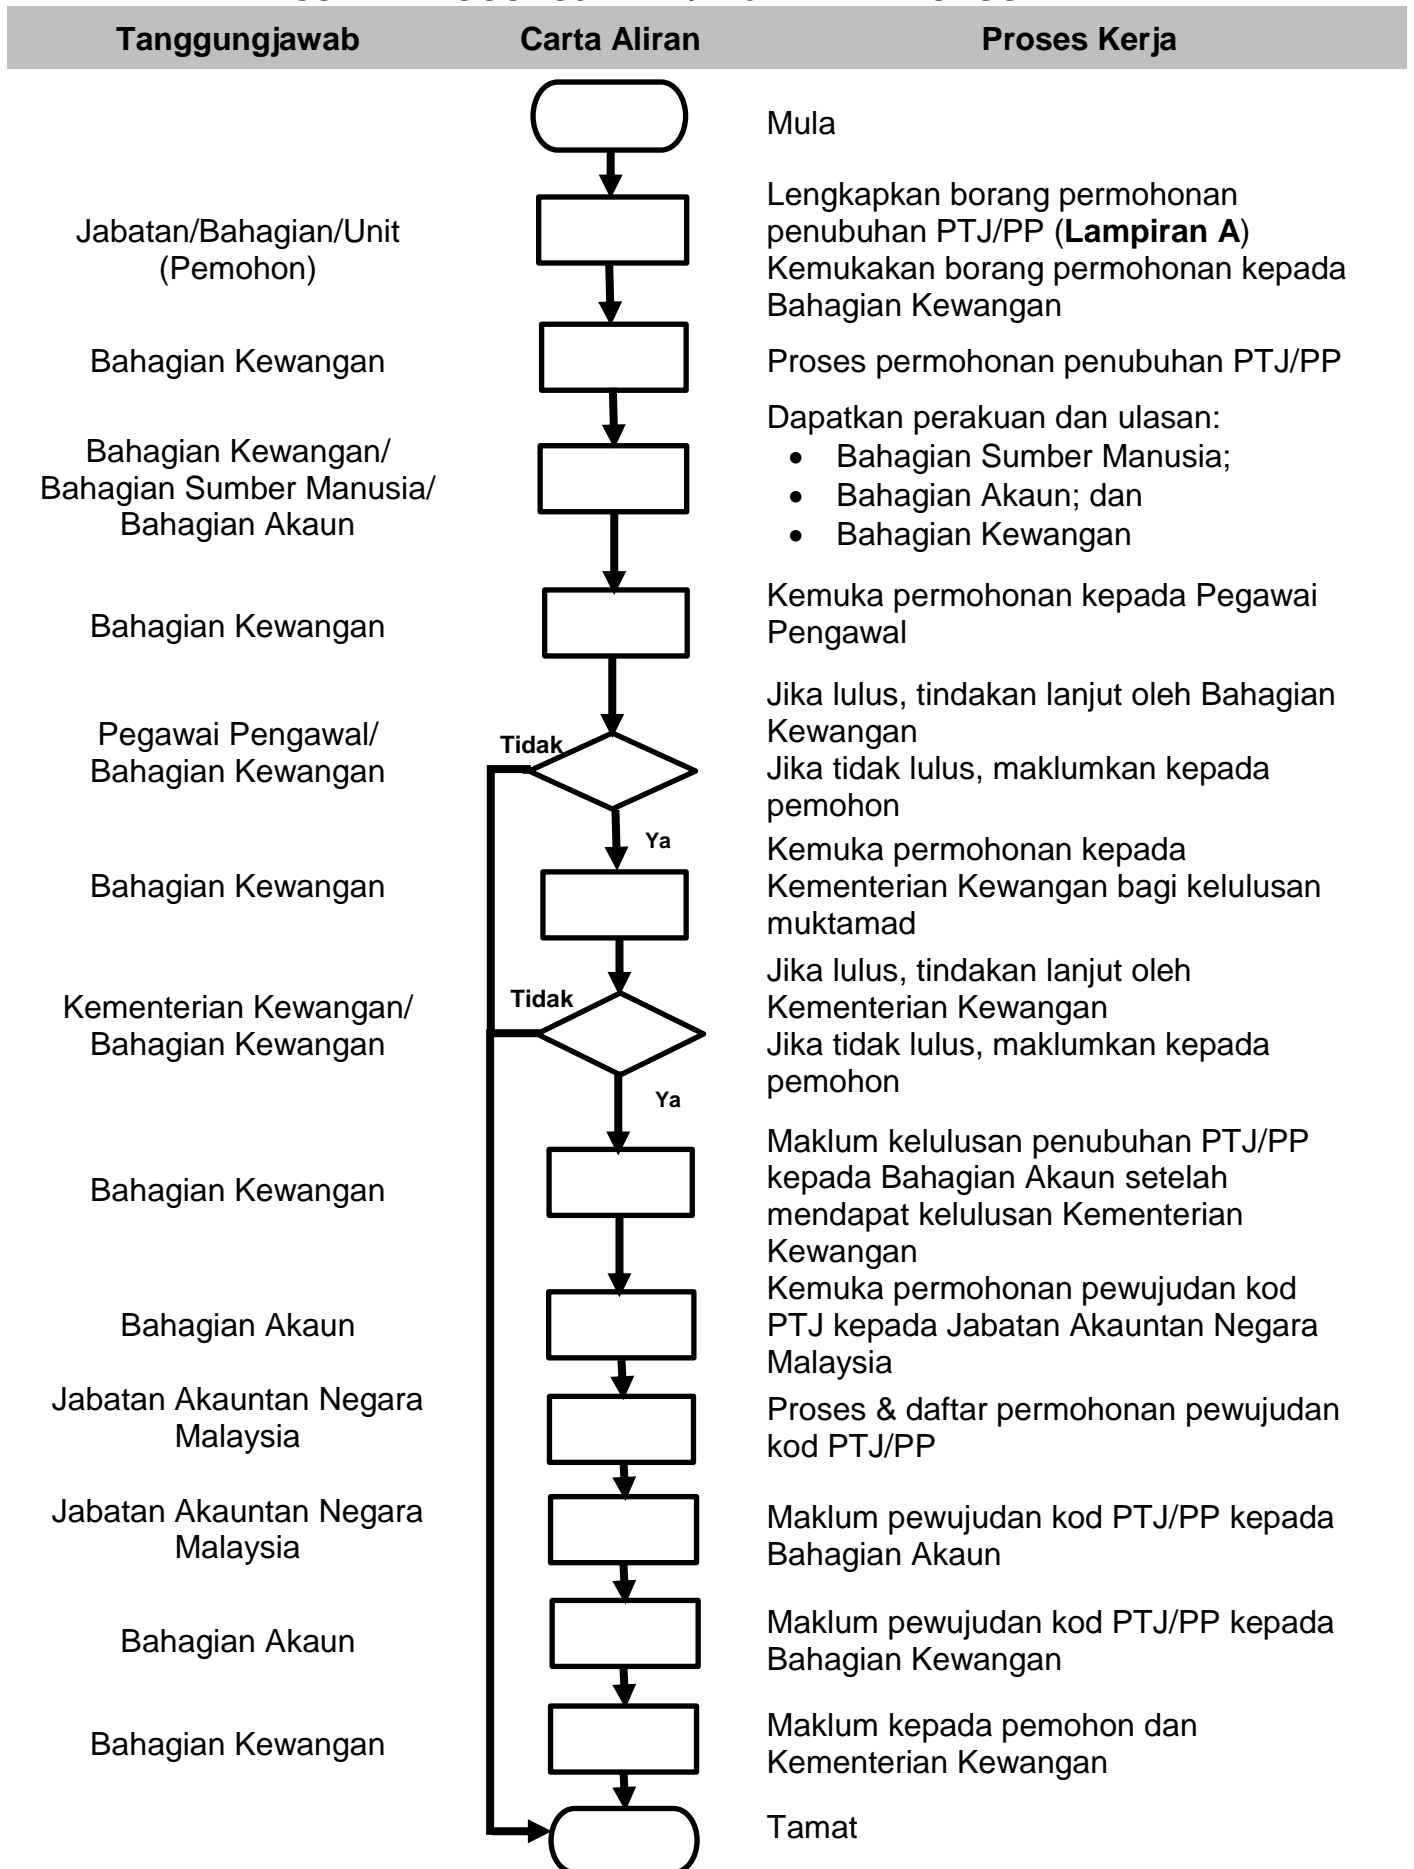 Tanggungjawab Carta Aliran Proses Kerja
Mula
Jabatan/Bahagian/Unit
(Pemohon)
Lengkapkan borang permohonan
penubuhan PTJ/PP (Lampiran A)
Kemukakan borang permohonan kepada
Bahagian Kewangan
Bahagian Kewangan
Proses permohonan penubuhan PTJ/PP
Bahagian Kewangan/
Bahagian Sumber Manusia/
Bahagian Akaun
Dapatkan perakuan dan ulasan:
• Bahagian Sumber Manusia;
• Bahagian Akaun; dan
• Bahagian Kewangan
Bahagian Kewangan
Kemuka permohonan kepada Pegawai
Pengawal
Pegawai Pengawal/
Bahagian Kewangan
Tidak
Jika lulus, tindakan lanjut oleh Bahagian
Kewangan
Jika tidak lulus, maklumkan kepada
pemohon
Ya
Bahagian Kewangan
Kemuka permohonan kepada
Kementerian Kewangan bagi kelulusan
muktamad
Kementerian Kewangan/
Bahagian Kewangan
Tidak
Jika lulus, tindakan lanjut oleh
Kementerian Kewangan
Jika tidak lulus, maklumkan kepada
pemohon
Ya
Bahagian Kewangan
Maklum kelulusan penubuhan PTJ/PP
kepada Bahagian Akaun setelah
mendapat kelulusan Kementerian
Kewangan
Bahagian Akaun
Kemuka permohonan pewujudan kod
PTJ kepada Jabatan Akauntan Negara
Malaysia
Jabatan Akauntan Negara
Malaysia
Proses & daftar permohonan pewujudan
kod PTJ/PP
Jabatan Akauntan Negara
Malaysia
Maklum pewujudan kod PTJ/PP kepada
Bahagian Akaun
Bahagian Akaun
Maklum pewujudan kod PTJ/PP kepada
Bahagian Kewangan
Bahagian Kewangan
Maklum kepada pemohon dan
Kementerian Kewangan
Tamat